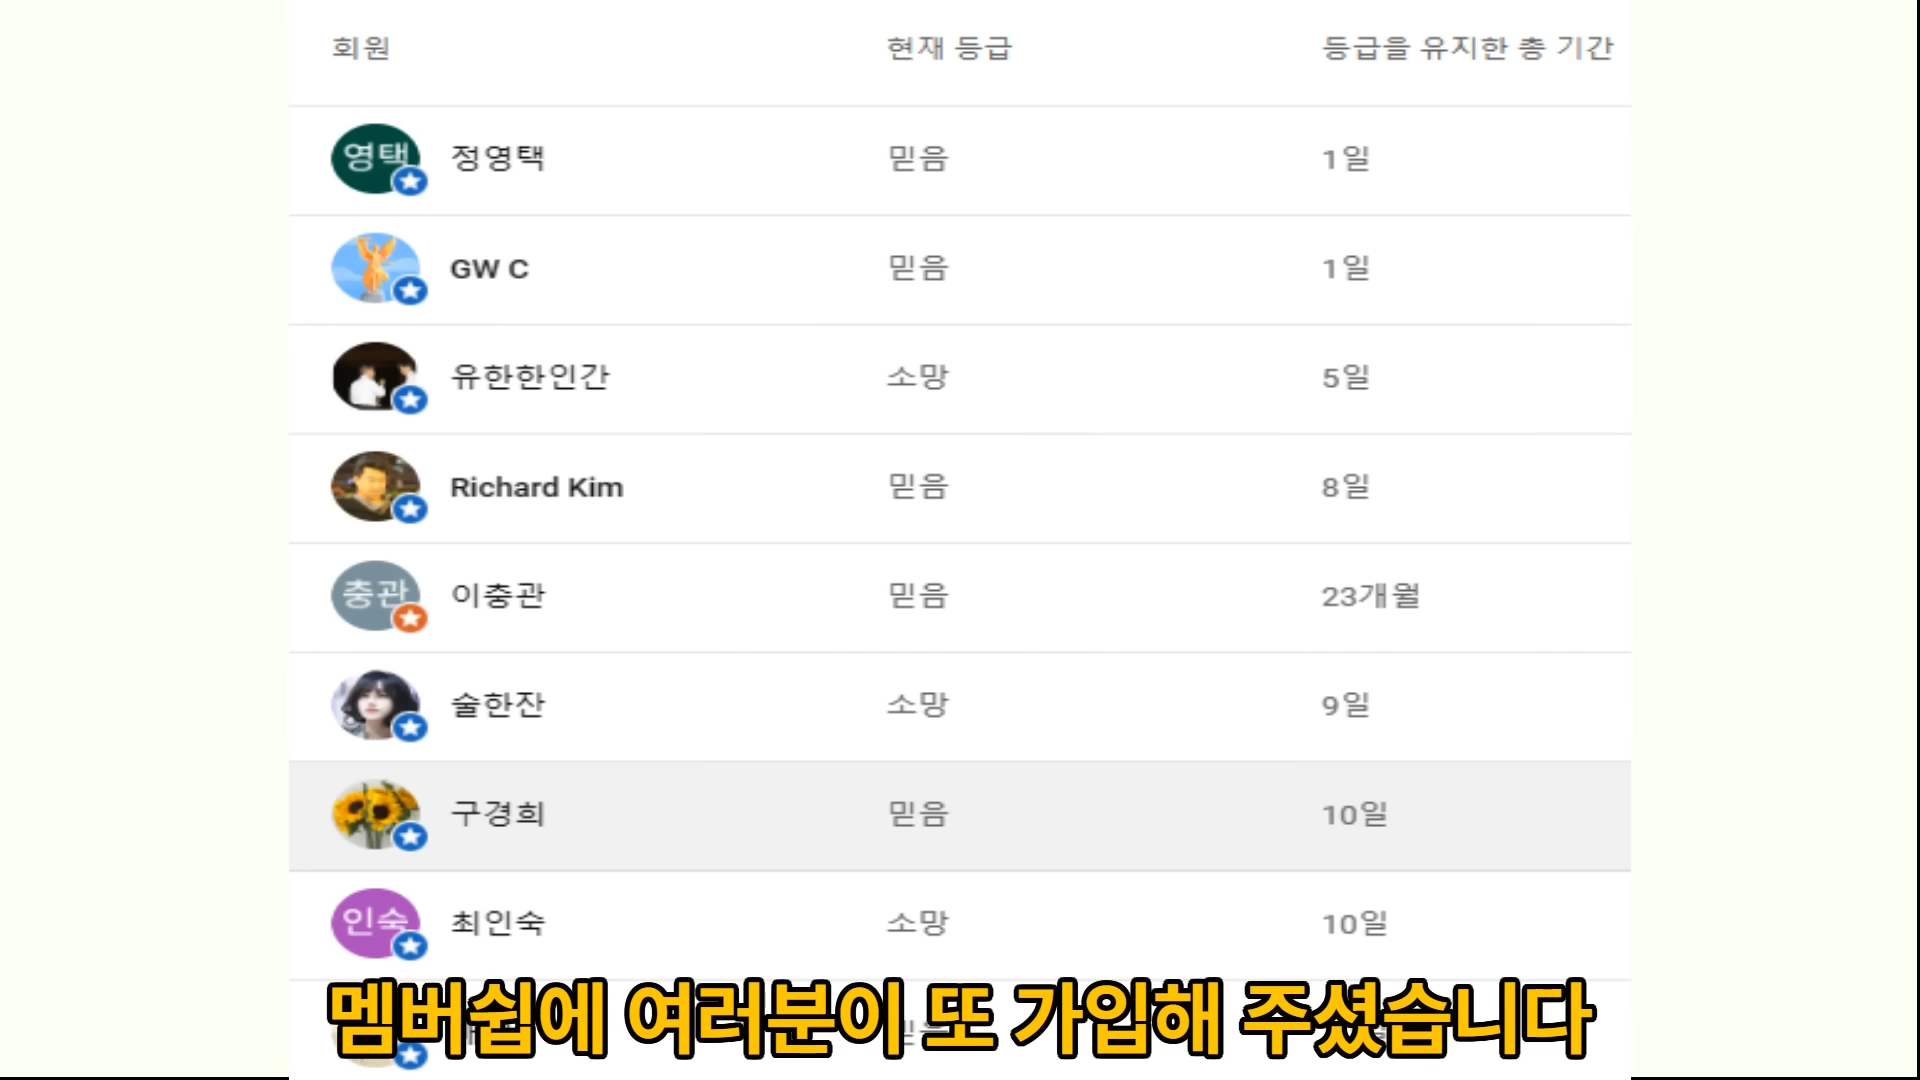 회원 현재 등급 등급을 유지한 총 기간
영택 정영택 믿음 1일
GW C 믿음 1일
유한한인간 소망 5일
Richard Kim 믿음 8일
충관 이충관 믿음 23개월
술한잔 소망 9일
구경희 믿음 10일
인숙 최인숙 소망 10일
멤버쉽에 여러분이 또 가입해 주셨습니다